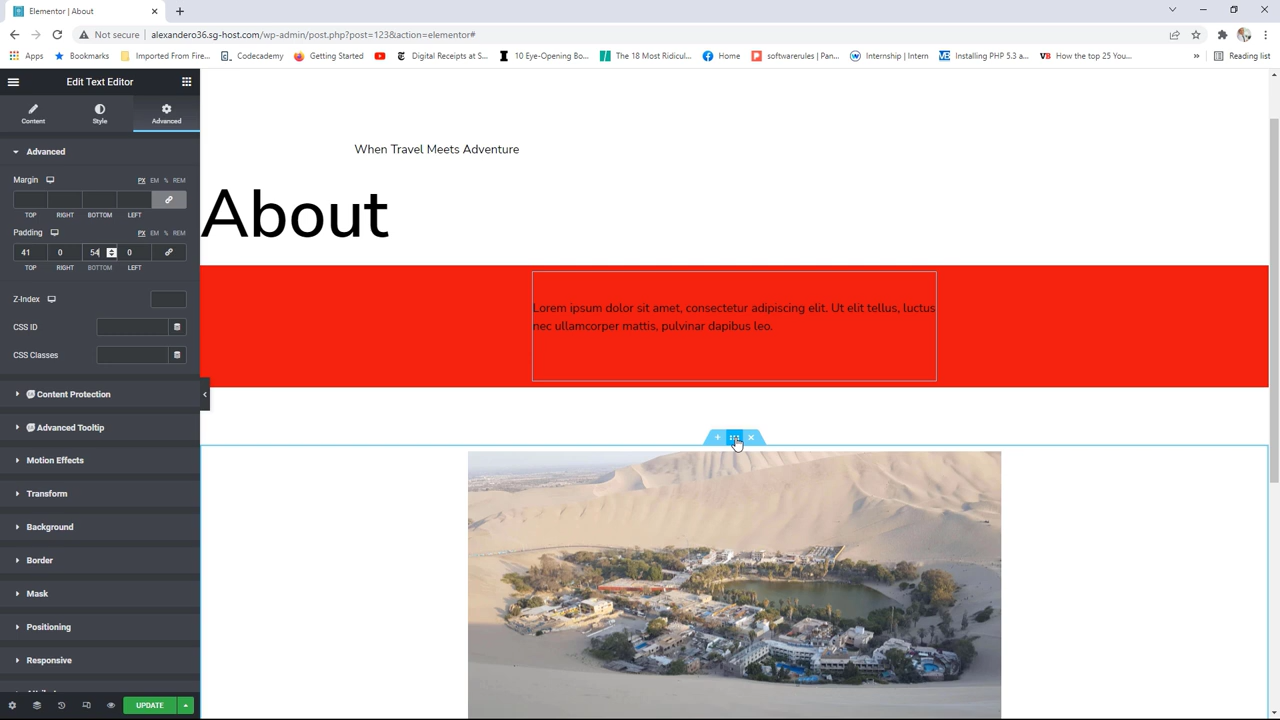 Elementor | About
Not secure | alexandero36.sg-host.com/wp-admin/post.php?post=123&action=elementor#
Apps Bookmarks Imported From Fire... Codecademy Getting Started Digital Receipts at S... 10 Eye-Opening Bo... The 18 Most Ridicul... Home softwarerules | Pan... Internship | Intern Installing PHP 5.3 a... How the top 25 You... » Reading list
Edit Text Editor
Content Style Advanced
Advanced
Margin PX EM % REM
TOP RIGHT BOTTOM LEFT
Padding PX EM % REM
41 0 54 0
TOP RIGHT BOTTOM LEFT
Z-Index
CSS ID
CSS Classes
Content Protection
Advanced Tooltip
Motion Effects
Transform
Background
Border
Mask
Positioning
Responsive
UPDATE
When Travel Meets Adventure
About
Lorem ipsum dolor sit amet, consectetur adipiscing elit. Ut elit tellus, luctus
nec ullamcorper mattis, pulvinar dapibus leo.